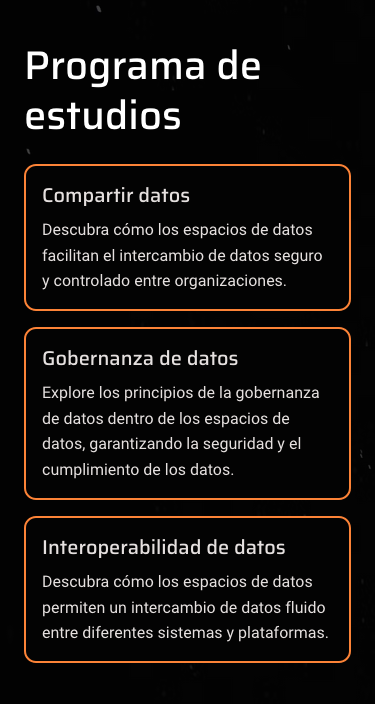 Programa de
estudios
Compartir datos
Descubra cómo los espacios de datos
facilitan el intercambio de datos seguro
y controlado entre organizaciones.
Gobernanza de datos
Explore los principios de la gobernanza
de datos dentro de los espacios de
datos, garantizando la seguridad y el
cumplimiento de los datos.
Interoperabilidad de datos
Descubra cómo los espacios de datos
permiten un intercambio de datos fluido
entre diferentes sistemas y plataformas.